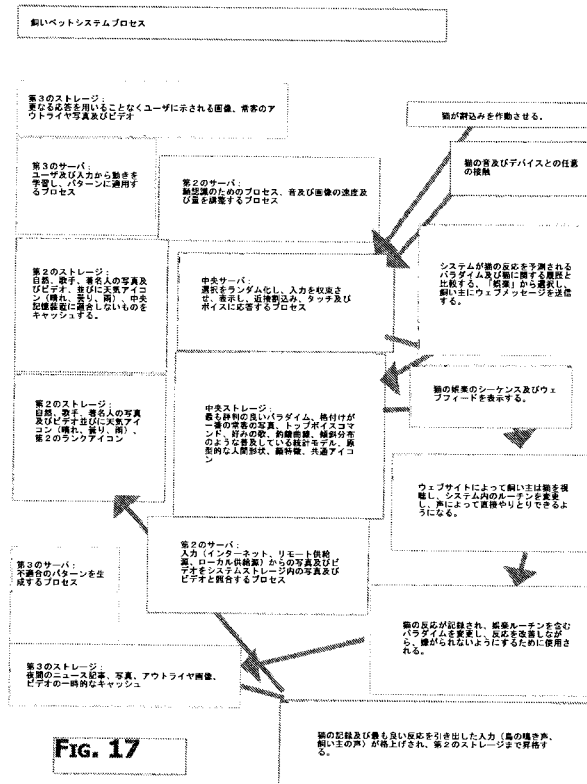 飼いペットシステムプロセス
第3のストレージ:
更なる応答を用いることなくユーザに示される画像、常客のア
ウトライヤ写真及びビデオ
猫が割込みを作動させる。
第3のサーバ:
ユーザ及び入力から動きを
学習し、パターンに適用す
るプロセス
第2のサーバ:
顔認識のためのプロセス、音及び画像の速度及
び量を調整するプロセス
猫の音及びデバイスとの任意
の接触
第2のストレージ:
自然、歌手、著名人の写真
及びビデオ、並びに天気アイコ
ン(晴れ、曇り、雨)、中央
記憶装置に適合しないものを
キャッシュする。
中央サーバ:
選択をランダム化し、入力を収束さ
せ、表示し、近接割込み、タッチ及び
ボイスに応答するプロセス
システムが猫の反応を予測される
パラダイム及び猫に関する履歴と
比較する、「娯楽」から選択し、
飼い主にウェブメッセージを送信
する。
第2のストレージ:
自然、歌手、著名人の写真
及びビデオ並びに天気アイ
コン(晴れ、曇り、雨)、
第2のランクアイコン
中央ストレージ:
最も評判の良いパラダイム、格付けが
一番の常客の写真、トップボイスコマ
ンド、好みの歌、釣鐘曲線、傾斜分布
のような普及している統計モデル、原
型的な人間形状、顔特徴、共通アイコ
ン
猫の娯楽のシーケンス及びウェ
ブフィードを表示する。
ウェブサイトによって飼い主は猫を視
聴し、システム内のルーチンを変更
し、声によって直接やりとりできるよ
うになる。
第2のサーバ:
入力(インターネット、リモート供給
源、ローカル供給源)からの写真及びビ
デオをシステムストレージ内の写真及び
ビデオと照合するプロセス
第3のサーバ:
不適合のパターンを生
成するプロセス
猫の反応が記録され、娯楽ルーチンを含む
パラダイムを変更し、反応を改善しなが
ら、嫌がられないようにするために使用さ
れる。
第3のストレージ:
夜間のニュース記事、写真、アウトライヤ画像、
ビデオの一時的なキャッシュ
猫の記録及び最も良い反応を引き出した入力(鳥の鳴き声、
飼い主の声)が格上げされ、第2のストレージまで昇格す
る。
FIG. 17